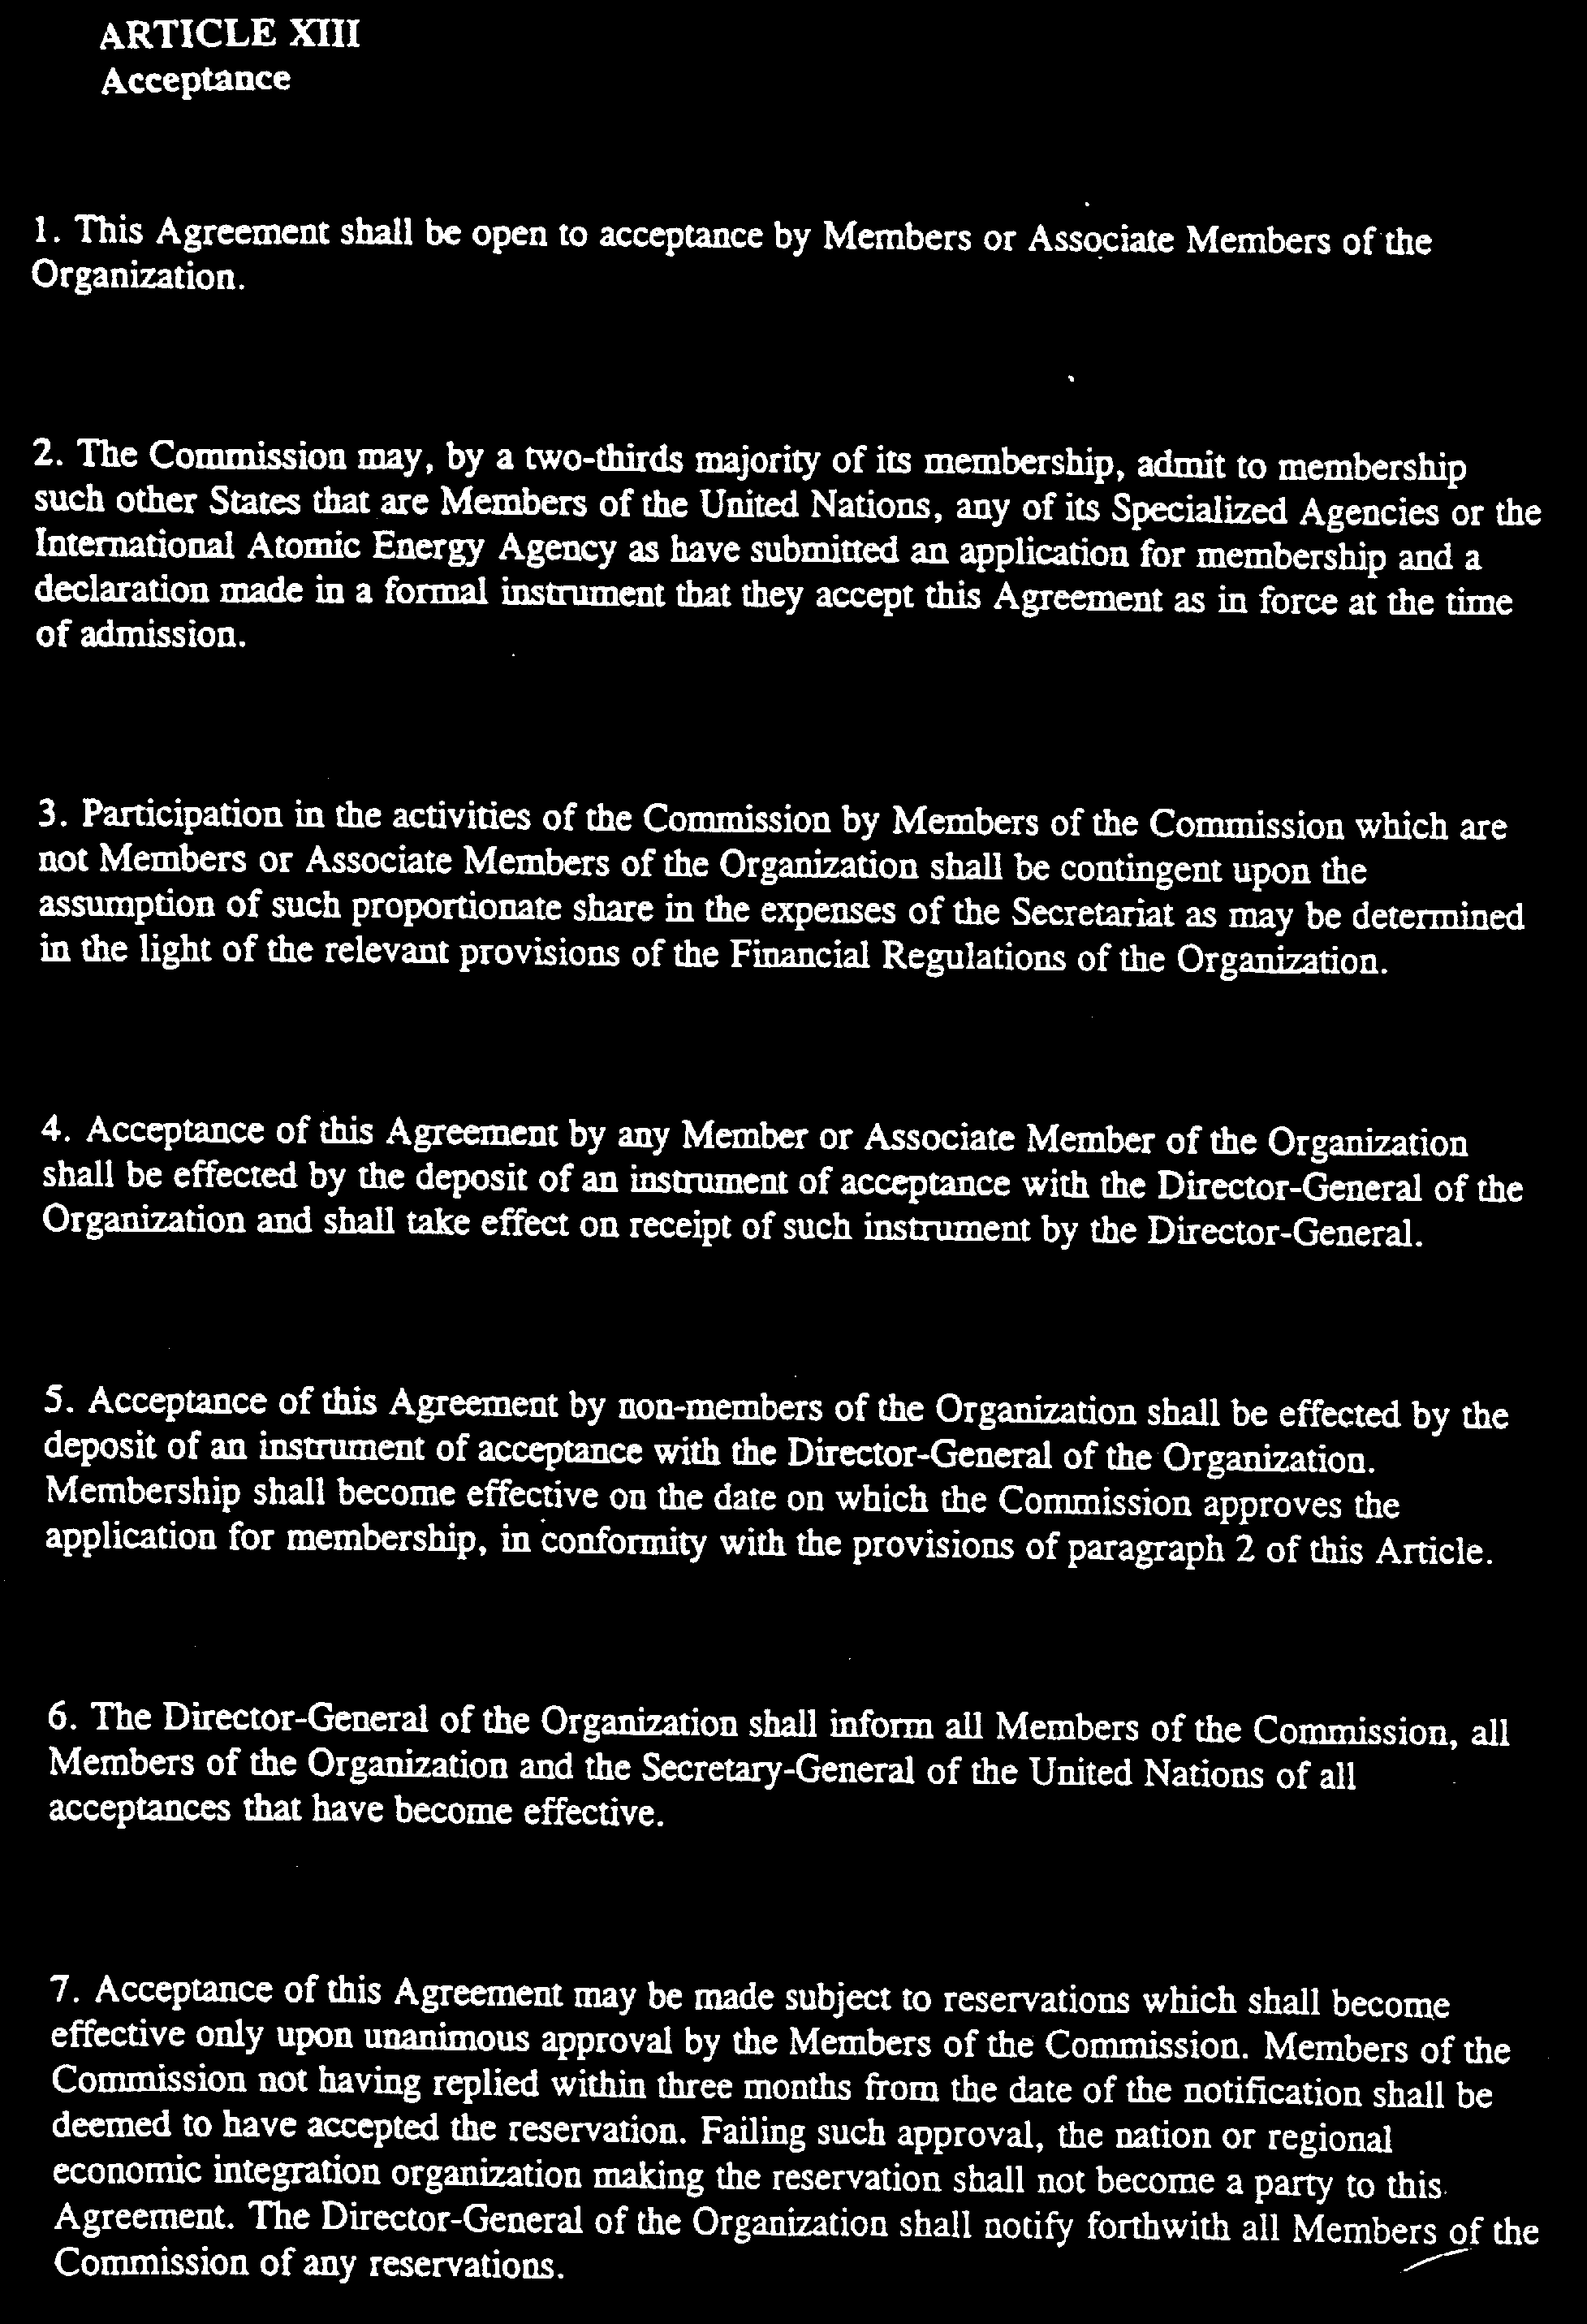 ARTICLE XIII
Acceptance
1. This Agreement shall be open to acceptance by Members or Associate Members of the
Organization.
2. The Commission may, by a two-thirds majority of its membership, admit to membership
such other States that are Members of the United Nations, any of its Specialized Agencies or the
International Atomic Energy Agency as have submitted an application for membership and a
declaration made in a formal instrument that they accept this Agreement as in force at the time
of admission.
3. Participation in the activities of the Commission by Members of the Commission which are
not Members or Associate Members of the Organization shall be contingent upon the
assumption of such proportionate share in the expenses of the Secretariat as may be determined
in the light of the relevant provisions of the Financial Regulations of the Organization.
4. Acceptance of this Agreement by any Member or Associate Member of the Organization
shall be effected by the deposit of an instrument of acceptance with the Director-General of the
Organization and shall take effect on receipt of such instrument by the Director-General.
5. Acceptance of this Agreement by non-members of the Organization shall be effected by the
deposit of an instrument of acceptance with the Director-General of the Organization.
Membership shall become effective on the date on which the Commission approves the
application for membership, in conformity with the provisions of paragraph 2 of this Article.
6. The Director-General of the Organization shall inform all Members of the Commission, all
Members of the Organization and the Secretary-General of the United Nations of all
acceptances that have become effective.
7. Acceptance of this Agreement may be made subject to reservations which shall become
effective only upon unanimous approval by the Members of the Commission. Members of the
Commission not having replied within three months from the date of the notification shall be
deemed to have accepted the reservation. Failing such approval, the nation or regional
economic integration organization making the reservation shall not become a party to this
Agreement. The Director-General of the Organization shall notify forthwith all Members of the
Commission of any reservations.